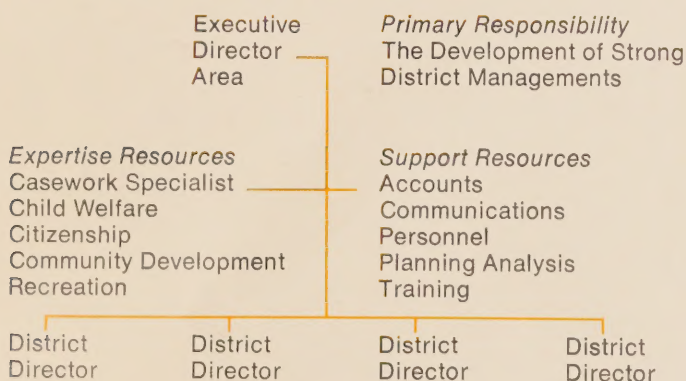 Executive
Director
Area
Primary Responsibility
The Development of Strong
District Managements
Expertise Resources
Casework Specialist
Child Welfare
Citizenship
Community Development
Recreation
Support Resources
Accounts
Communications
Personnel
Planning Analysis
Training
District
Director
District
Director
District
Director
District
Director